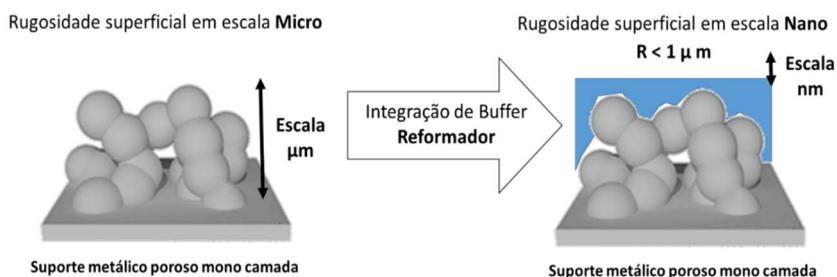 Rugosidade superficial em escala Micro
Escala
μm
Suporte metálico poroso mono camada
Integração de Buffer
Reformador
Rugosidade superficial em escala Nano
R < 1 μ m
Escala
nm
Suporte metálico poroso mono camada